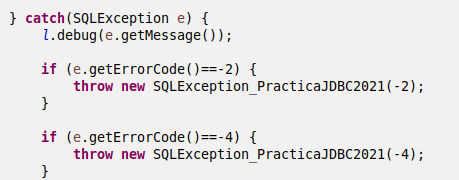 } catch(SQLException e) {
    l.debug(e.getMessage());

    if (e.getErrorCode()==-2) {
        throw new SQLException_PracticaJDBC2021(-2);
    }

    if (e.getErrorCode()==-4) {
        throw new SQLException_PracticaJDBC2021(-4);
    }